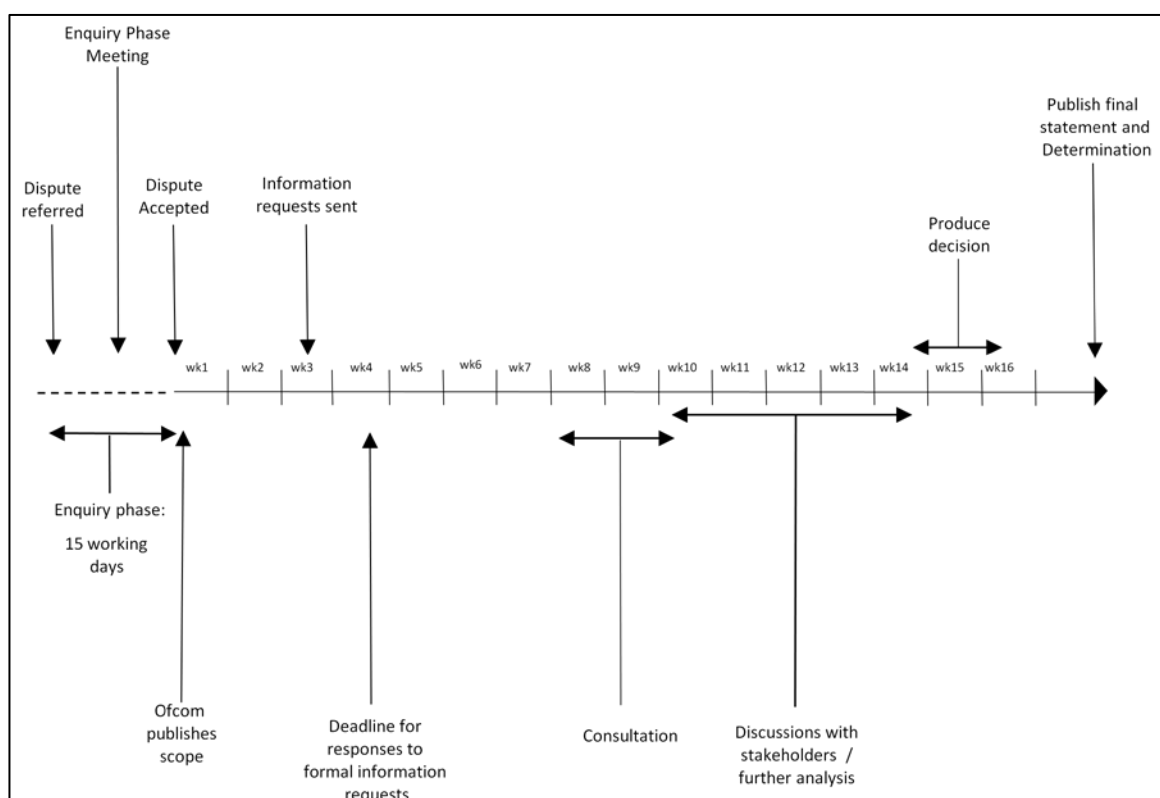 Enquiry Phase
Meeting
Publish final
statement and
Determination
Dispute
referred
Dispute
Accepted
Information
requests sent
Produce
decision
wk1 wk2 wk3 wk4 wk5 wk6 wk7 wk8 wk9 wk10 wk11 wk12 wk13 wk14 wk15 wk16
Enquiry phase:
15 working
days
Ofcom
publishes
scope
Deadline for
responses to
formal information
requests
Consultation
Discussions with
stakeholders /
further analysis